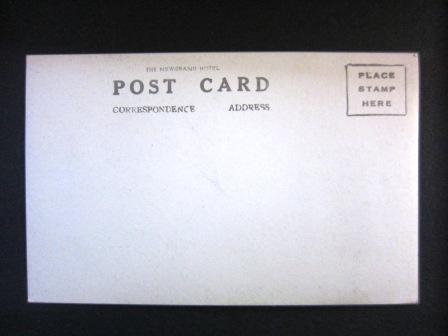 THE NEWGRAND HOTEL
POST CARD
CORRESPONDENCE ADDRESS
PLACE
STAMP
HERE